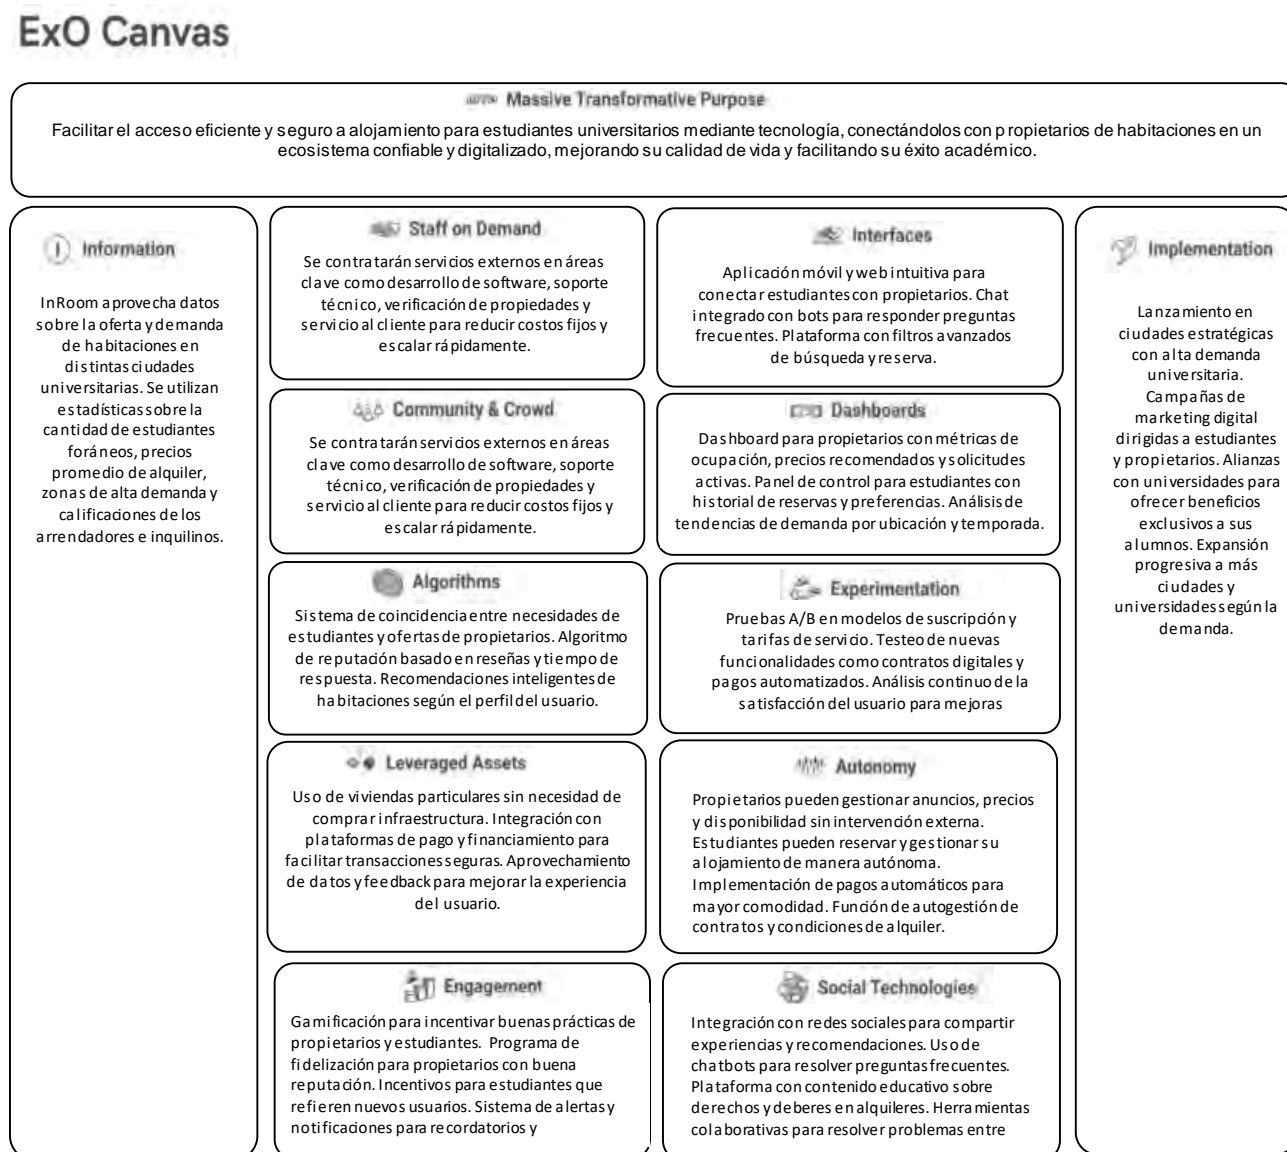 ExO Canvas
Massive Transformative Purpose
Facilitar el acceso eficiente y seguro a alojamiento para estudiantes universitarios mediante tecnología, conectándolos con propietarios de habitaciones en un
ecosistema confiable y digitalizado, mejorando su calidad de vida y facilitando su éxito académico.
Information
InRoom aprovecha datos
sobre la oferta y demanda
de habitaciones en
distintas ciudades
universitarias. Se utilizan
estadísticas sobre la
cantidad de estudiantes
foráneos, precios
promedio de alquiler,
zonas de alta demanda y
calificaciones de los
arrendadores e inquilinos.
Staff on Demand
Se contratarán servicios externos en áreas
clave como desarrollo de software, soporte
técnico, verificación de propiedades y
servicio al cliente para reducir costos fijos y
escalar rápidamente.
Community & Crowd
Se contratarán servicios externos en áreas
clave como desarrollo de software, soporte
técnico, verificación de propiedades y
servicio al cliente para reducir costos fijos y
escalar rápidamente.
Algorithms
Sistema de coincidencia entre necesidades de
estudiantes y ofertas de propietarios. Algoritmo
de reputación basado en reseñas y tiempo de
respuesta. Recomendaciones inteligentes de
habitaciones según el perfil del usuario.
Leveraged Assets
Uso de viviendas particulares sin necesidad de
comprar infraestructura. Integración con
plataformas de pago y financiamiento para
facilitar transacciones seguras. Aprovechamiento
de datos y feedback para mejorar la experiencia
del usuario.
Engagement
Gamificación para incentivar buenas prácticas de
propietarios y estudiantes. Programa de
fidelización para propietarios con buena
reputación. Incentivos para estudiantes que
refieren nuevos usuarios. Sistema de alertas y
notificaciones para recordatorios y
Interfaces
Aplicación móvil y web intuitiva para
conectar estudiantes con propietarios. Chat
integrado con bots para responder preguntas
frecuentes. Plataforma con filtros avanzados
de búsqueda y reserva.
Dashboards
Dashboard para propietarios con métricas de
ocupación, precios recomendados y solicitudes
activas. Panel de control para estudiantes con
historial de reservas y preferencias. Análisis de
tendencias de demanda por ubicación y temporada.
Experimentation
Pruebas A/B en modelos de suscripción y
tarifas de servicio. Testeo de nuevas
funcionalidades como contratos digitales y
pagos automatizados. Análisis continuo de la
satisfacción del usuario para mejoras
Autonomy
Propietarios pueden gestionar anuncios, precios
y disponibilidad sin intervención externa.
Estudiantes pueden reservar y gestionar su
alojamiento de manera autónoma.
Implementación de pagos automáticos para
mayor comodidad. Función de autogestión de
contratos y condiciones de alquiler.
Social Technologies
Integración con redes sociales para compartir
experiencias y recomendaciones. Uso de
chatbots para resolver preguntas frecuentes.
Plataforma con contenido educativo sobre
derechos y deberes en alquileres. Herramientas
colaborativas para resolver problemas entre
Implementation
Lanzamiento en
ciudades estratégicas
con alta demanda
universitaria.
Campañas de
marketing digital
dirigidas a estudiantes
y propietarios. Alianzas
con universidades para
ofrecer beneficios
exclusivos a sus
alumnos. Expansión
progresiva a más
ciudades y
universidades según la
demanda.